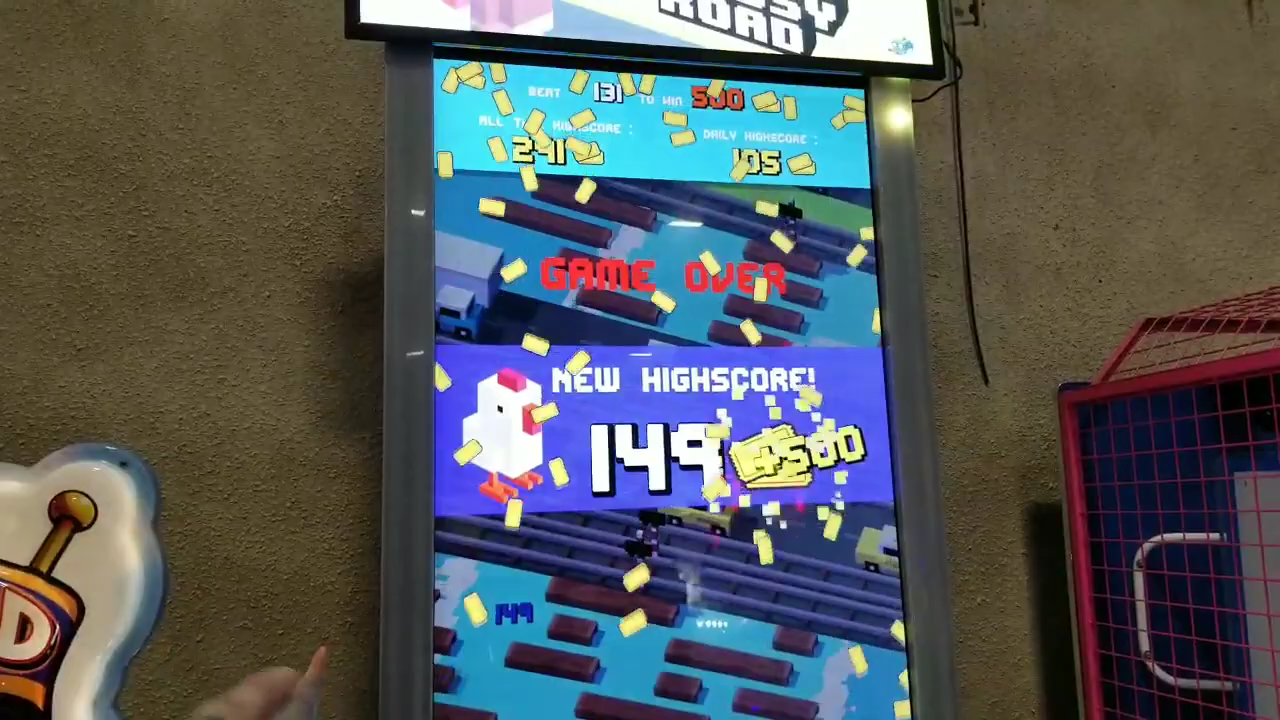 ROAD
BEAT 131 TO WIN 500
ALL TIME HIGHSCORE :
241
DAILY HIGHSCORE :
105
GAME OVER
NEW HIGHSCORE!
149 +500
149
D